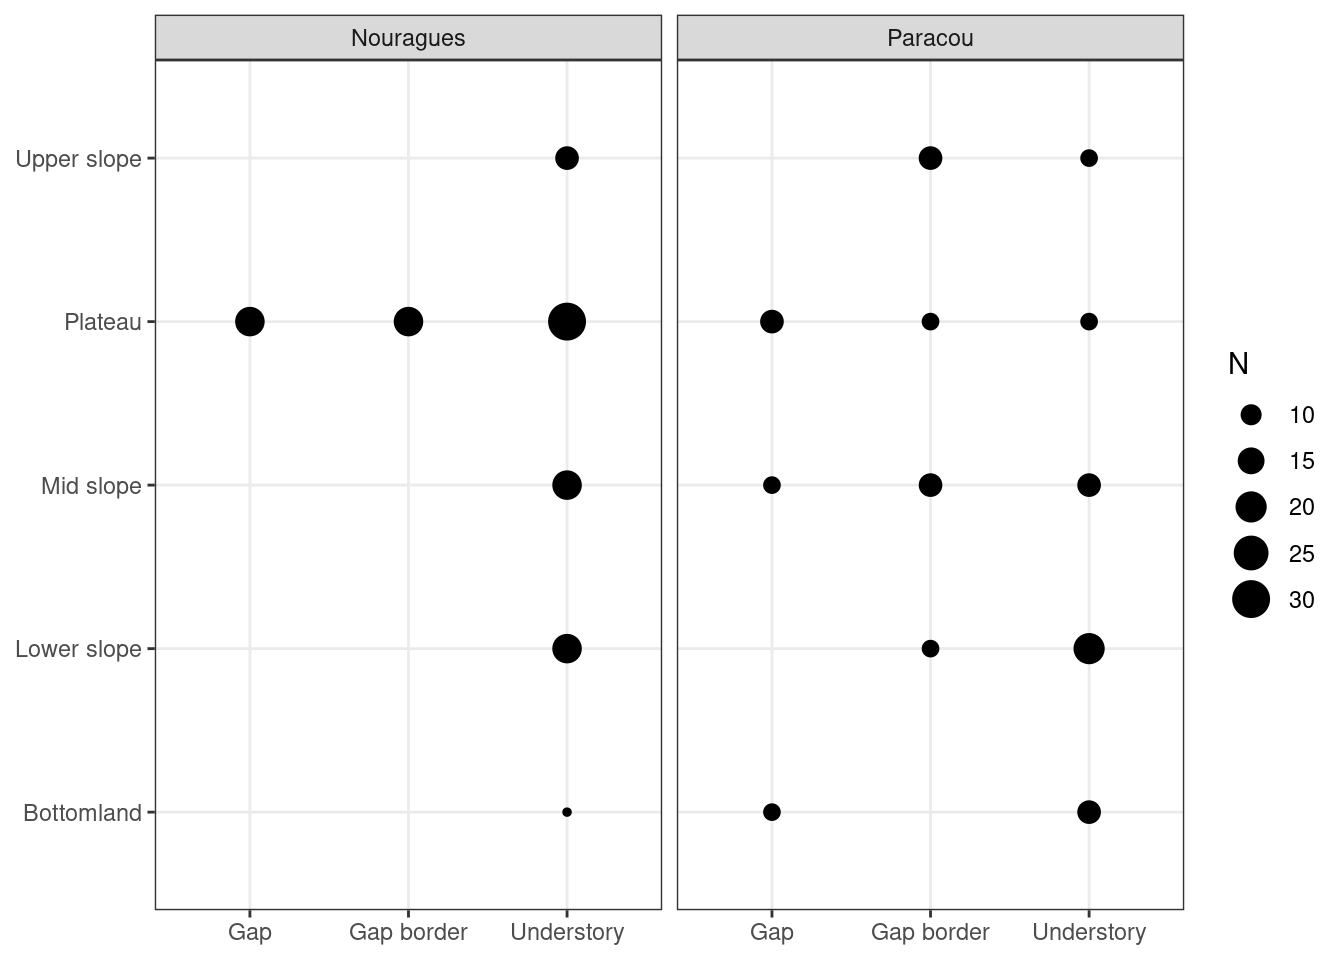 Nouragues
Paracou
Upper slope
Plateau
Mid slope
Lower slope
Bottomland
Gap
Gap border
Understory
Gap
Gap border
Understory
N
10
15
20
25
30